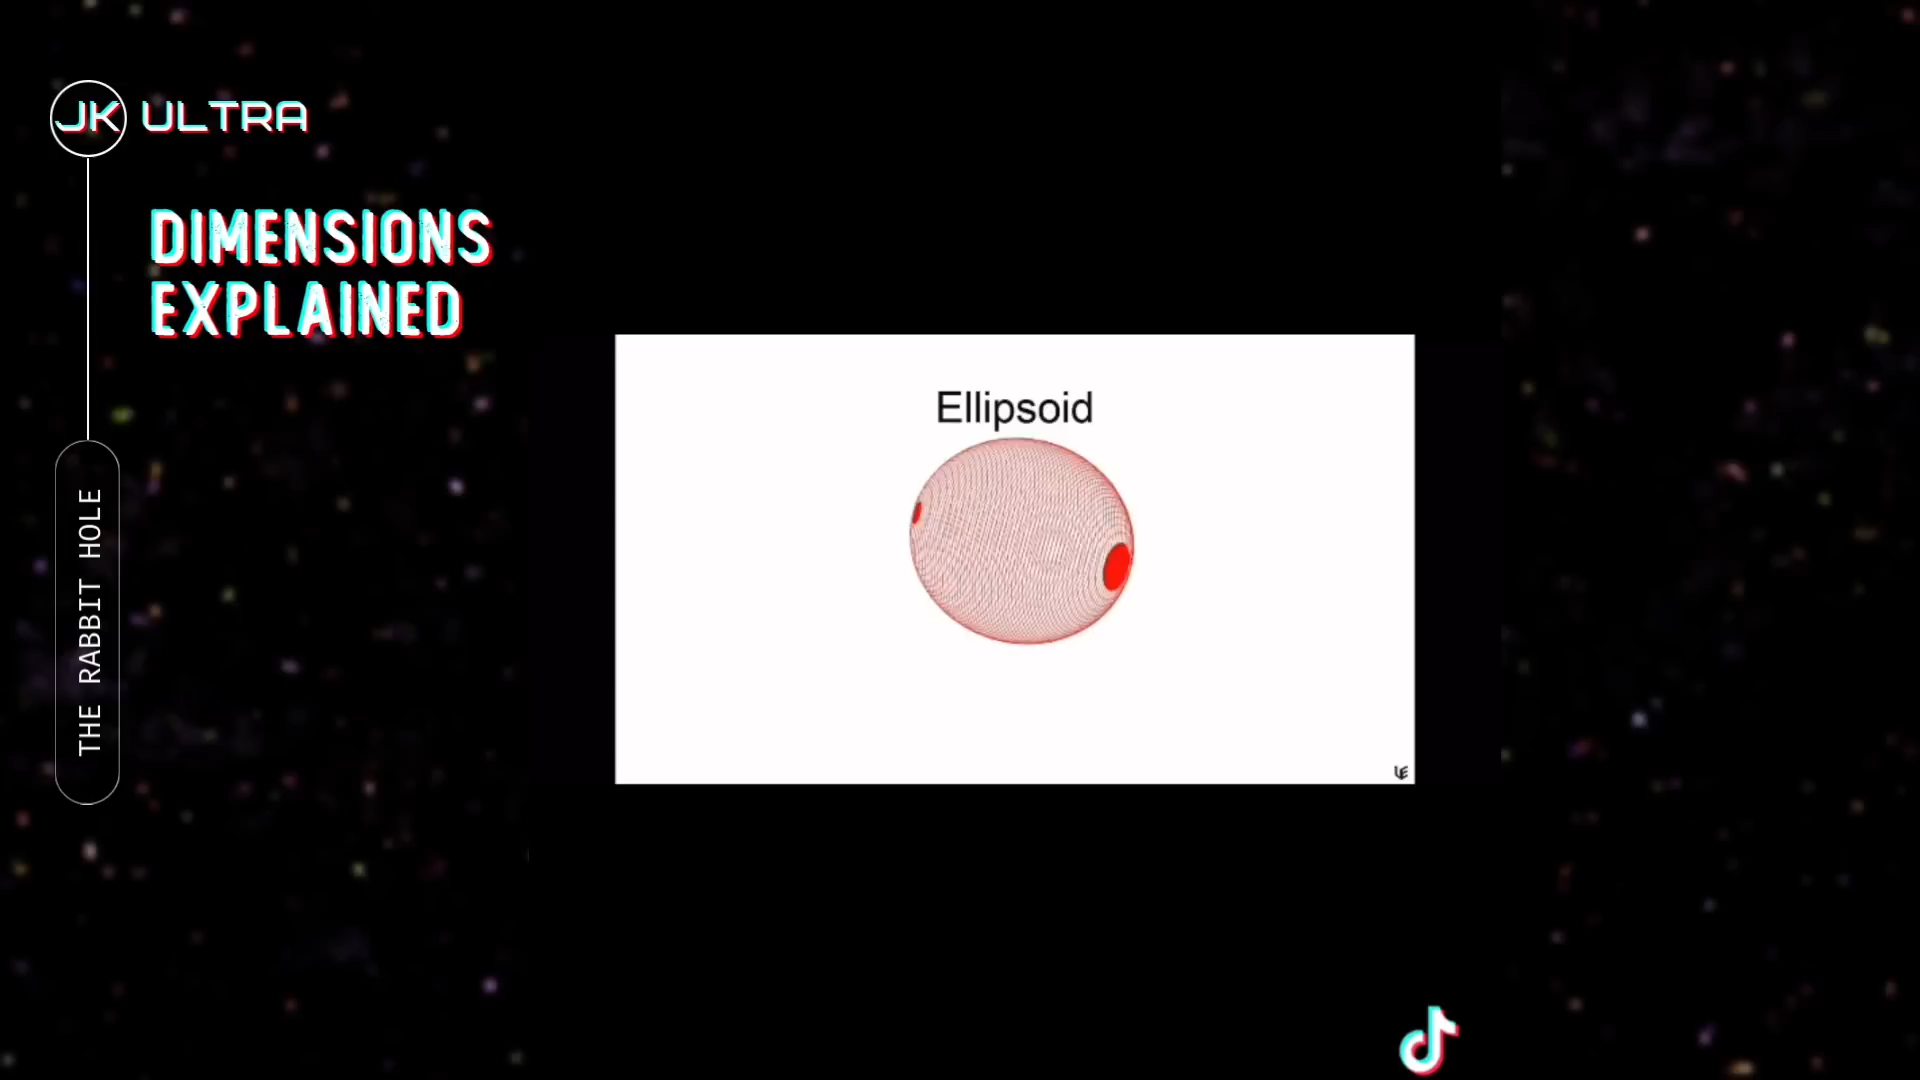 JK ULTRA
DIMENSIONS
EXPLAINED
THE RABBIT HOLE
Ellipsoid